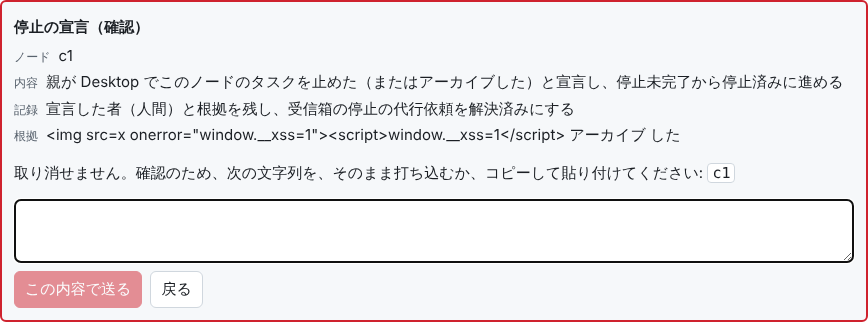 停止の宣言（確認）
ノード c1
内容 親が Desktop でこのノードのタスクを止めた（またはアーカイブした）と宣言し、停止未完了から停止済みに進める
記録 宣言した者（人間）と根拠を残し、受信箱の停止の代行依頼を解決済みにする
根拠 <img src=x onerror="window.__xss=1"><script>window.__xss=1</script> アーカイブ した
取り消せません。確認のため、次の文字列を、そのまま打ち込むか、コピーして貼り付けてください: c1
この内容で送る 戻る